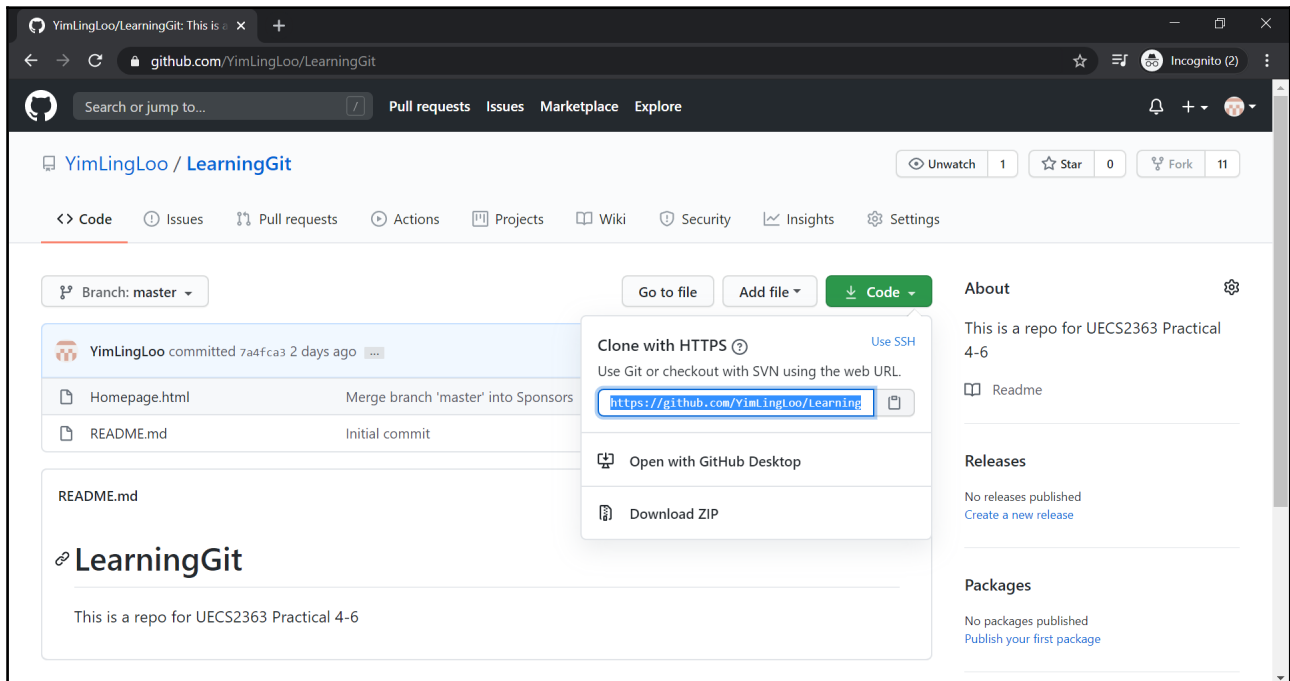 YimLingLoo/LearningGit: This is a
github.com/YimLingLoo/LearningGit
Incognito (2)
Search or jump to...
/
Pull requests Issues Marketplace Explore
YimLingLoo / LearningGit
Unwatch 1 Star 0 Fork 11
Code Issues Pull requests Actions Projects Wiki Security Insights Settings
Branch: master
Go to file Add file Code
YimLingLoo committed 7a4fca3 2 days ago ...
Homepage.html Merge branch 'master' into Sponsors
README.md Initial commit
Clone with HTTPS ? Use SSH
Use Git or checkout with SVN using the web URL.
https://github.com/YimLingLoo/Learning
Open with GitHub Desktop
Download ZIP
README.md
LearningGit
This is a repo for UECS2363 Practical 4-6
About
This is a repo for UECS2363 Practical
4-6
Readme
Releases
No releases published
Create a new release
Packages
No packages published
Publish your first package